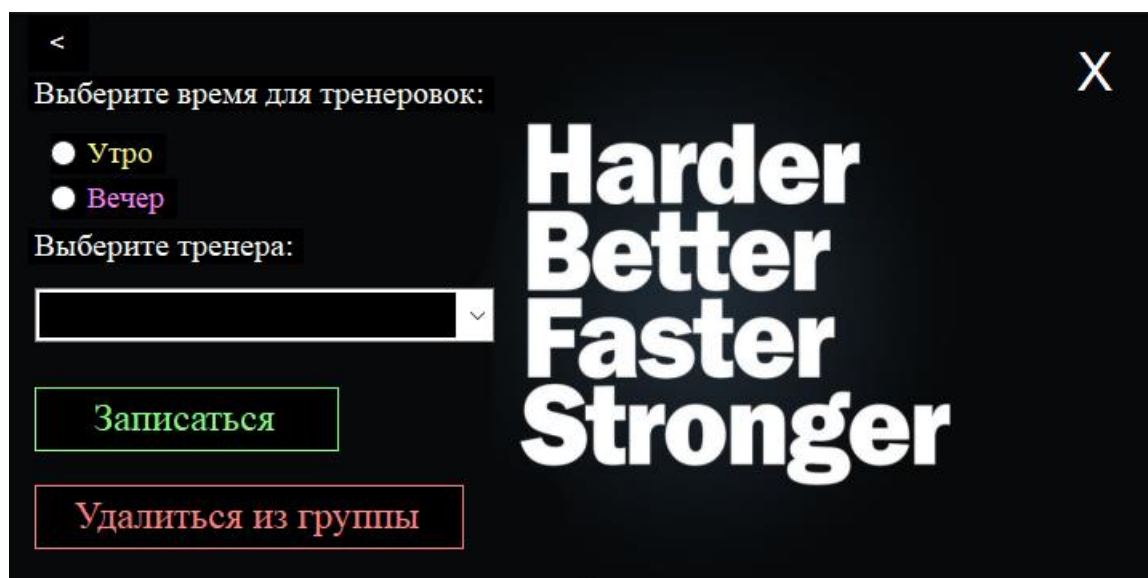 <
X
Выберите время для тренеровок:
Утро
Вечер
Выберите тренера:
Записаться
Удалиться из группы
Harder
Better
Faster
Stronger